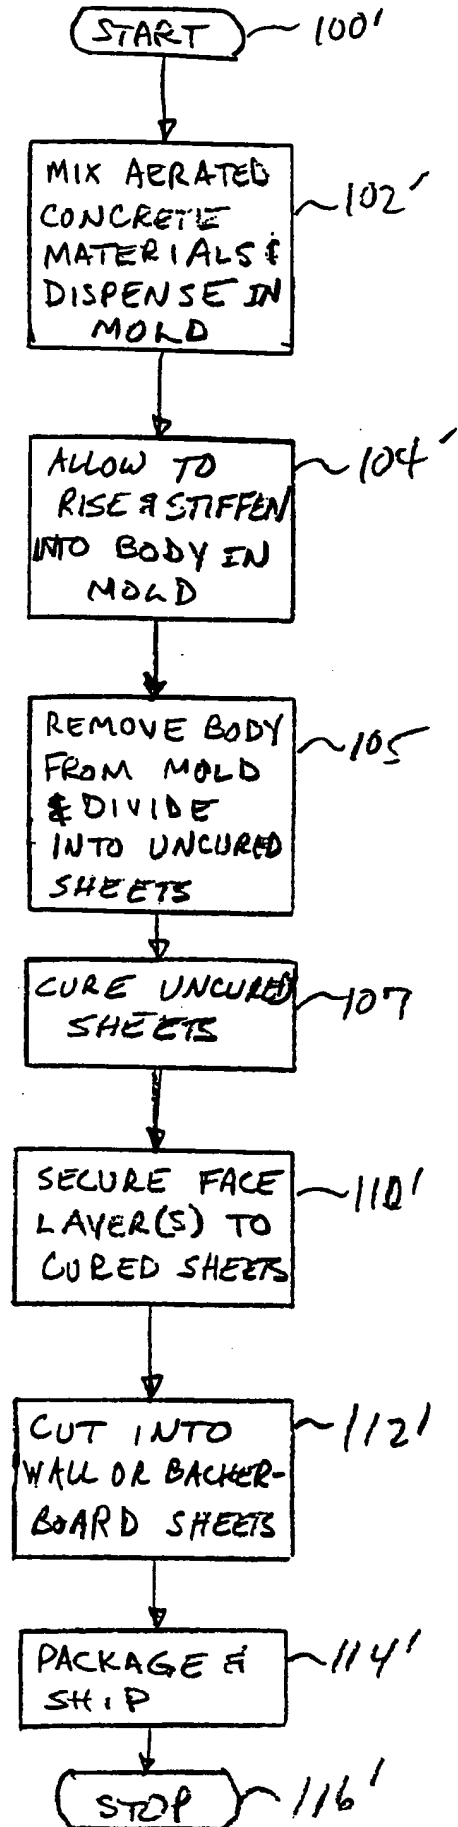 START
100'
MIX AERATED
CONCRETE
MATERIALS &
DISPENSE IN
MOLD
102'
ALLOW TO
RISE & STIFFEN
INTO BODY IN
MOLD
104'
REMOVE BODY
FROM MOLD
& DIVIDE
INTO UNCURED
SHEETS
105
CURE UNCURED
SHEETS
107
SECURE FACE
LAYER(S) TO
CURED SHEETS
110'
CUT INTO
WALL OR BACKER-
BOARD SHEETS
112'
PACKAGE &
SHIP
114'
STOP
116'